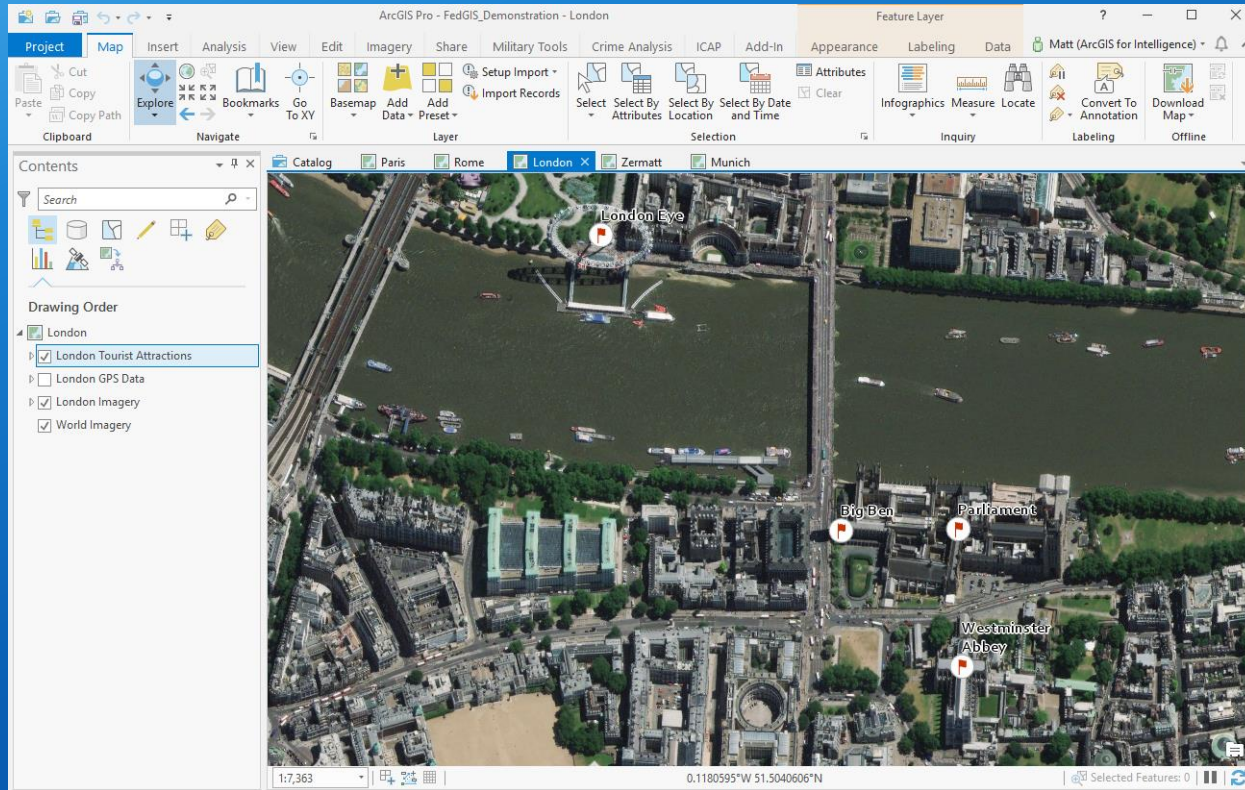 ArcGIS Pro - FedGIS_Demonstration - London
Feature Layer
?
Project Map Insert Analysis View Edit Imagery Share Military Tools Crime Analysis ICAP Add-In Appearance Labeling Data Matt (ArcGIS for Intelligence)
Paste
Cut
Copy
Copy Path
Clipboard
Explore
Bookmarks
Go To XY
Navigate
Basemap
Add Data
Add Preset
Setup Import
Import Records
Layer
Select
Select By Attributes
Select By Location
Select By Date and Time
Attributes
Clear
Selection
Infographics
Measure
Locate
Inquiry
Convert To Annotation
Labeling
Download Map
Offline
Contents
Search
Drawing Order
London
London Tourist Attractions
London GPS Data
London Imagery
World Imagery
Catalog Paris Rome London Zermatt Munich
London Eye
Big Ben
Parliament
Westminster
Abbey
1:7,363
0.1180595°W 51.5040606°N
Selected Features: 0